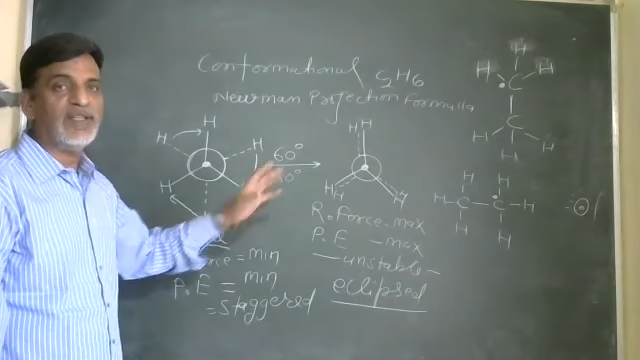 Conformational C2H6
Newman Projection Formula
H
H
H
H
60°
H H
H
H
H
H
R. Force - max
P.E - max
- unstable -
eclipsed
= min
P.E = min
= staggered
H
H H
C
C
H H
H
H H
H - C - C - H
H H